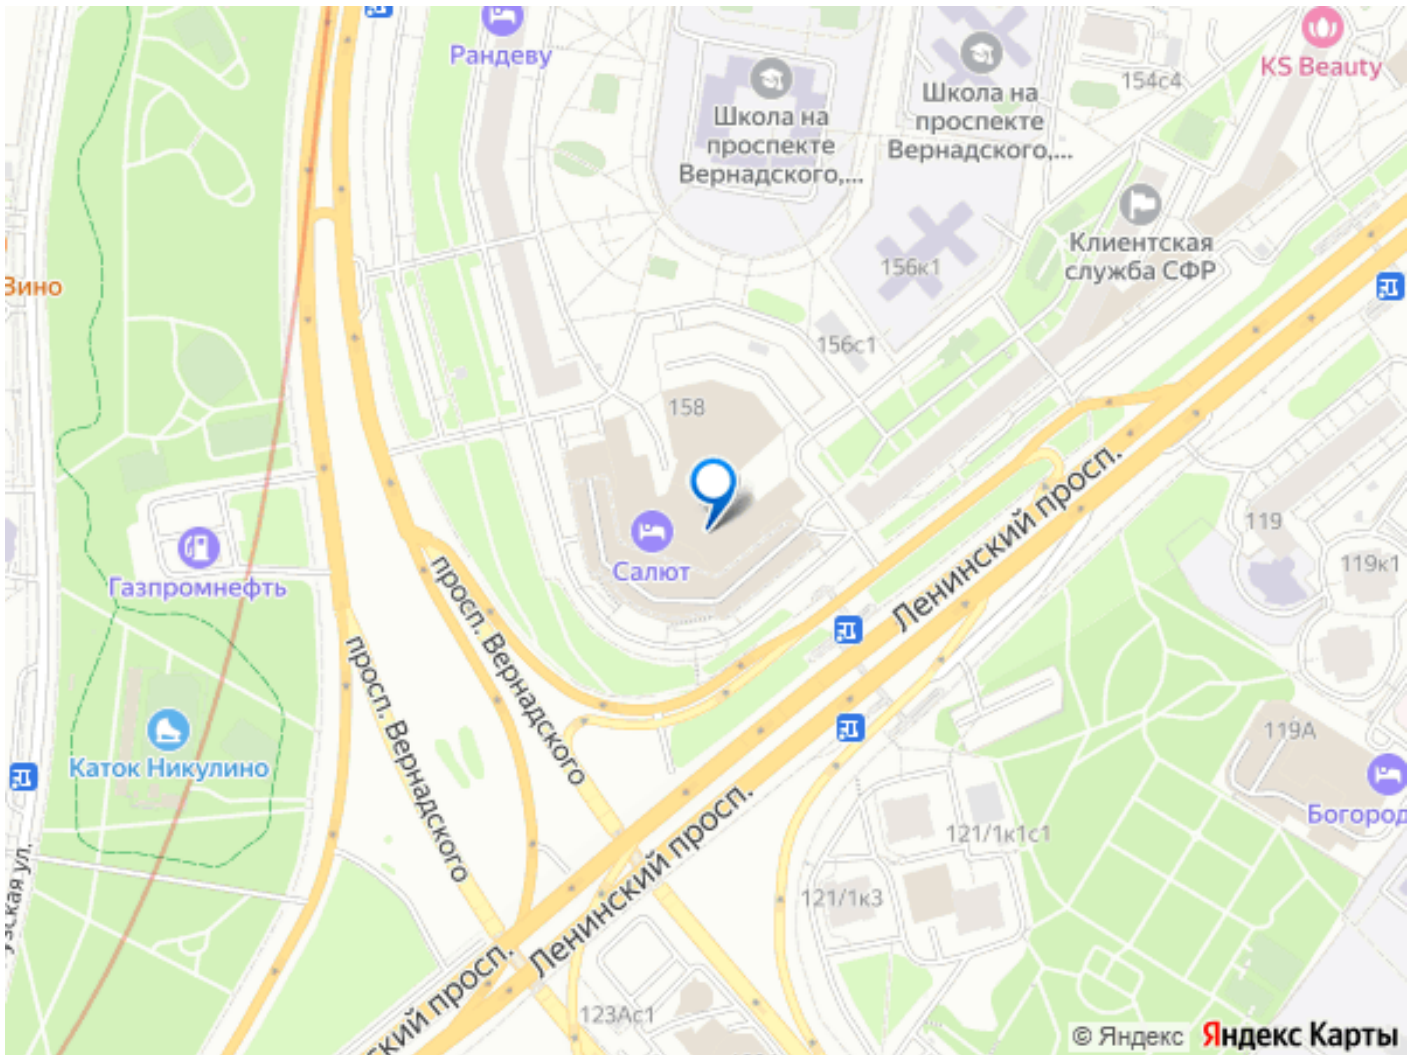 Рандеву
KS Beauty
154с4
Школа на
проспекте
Вернадского,...
Школа на
проспекте
Вернадского,...
Клиентская
служба СФР
156к1
Вино
156с1
158
Ленинский просп.
119
119к1
Салют
Газпромнефть
просп. Вернадского
просп. Вернадского
Каток Никулино
119А
Богород
121/1к1с1
Ленинский просп.
121/1к3
ский просп.
123Ас1
© Яндекс Яндекс Карты